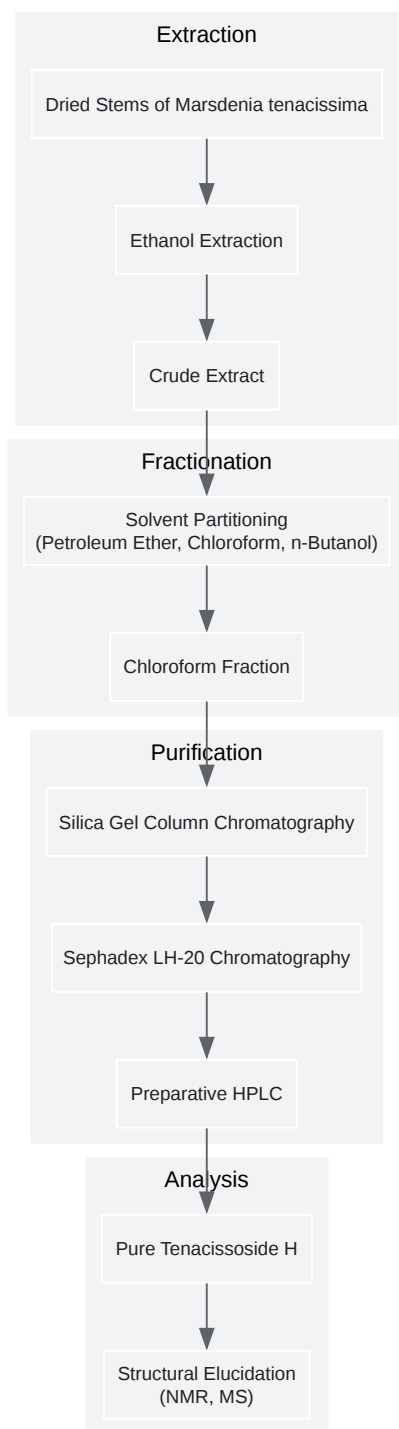 Extraction
Dried Stems of Marsdenia tenacissima
Ethanol Extraction
Crude Extract
Fractionation
Solvent Partitioning
(Petroleum Ether, Chloroform, n-Butanol)
Chloroform Fraction
Purification
Silica Gel Column Chromatography
Sephadex LH-20 Chromatography
Preparative HPLC
Analysis
Pure Tenacissoside H
Structural Elucidation
(NMR, MS)